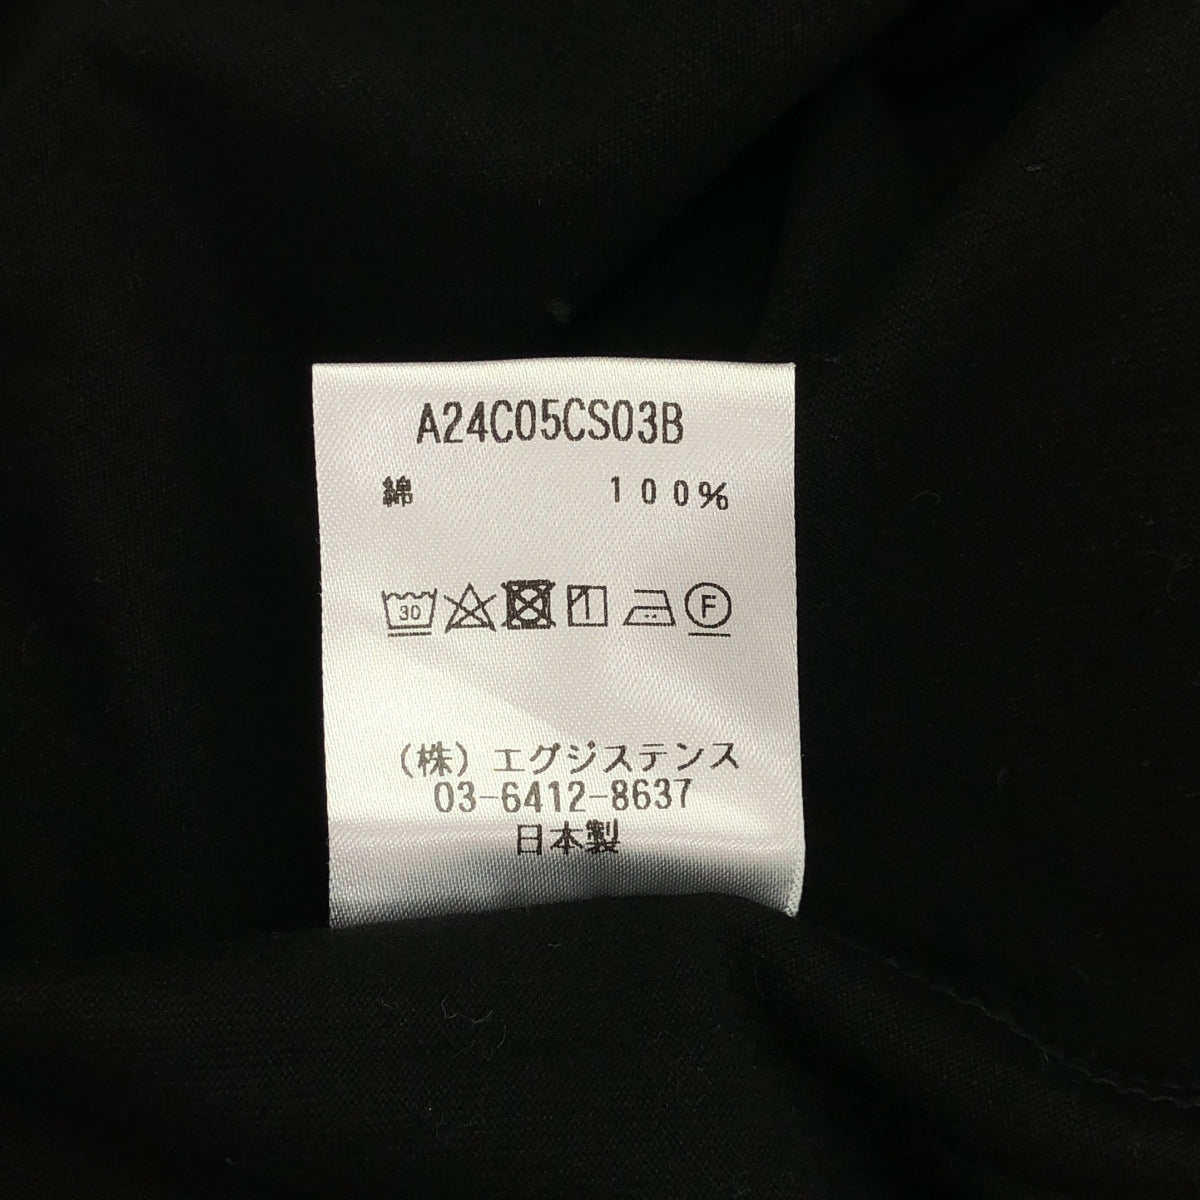 A24C05CS03B
綿 100%
30 F
(株)エグジステンス
03-6412-8637
日本製